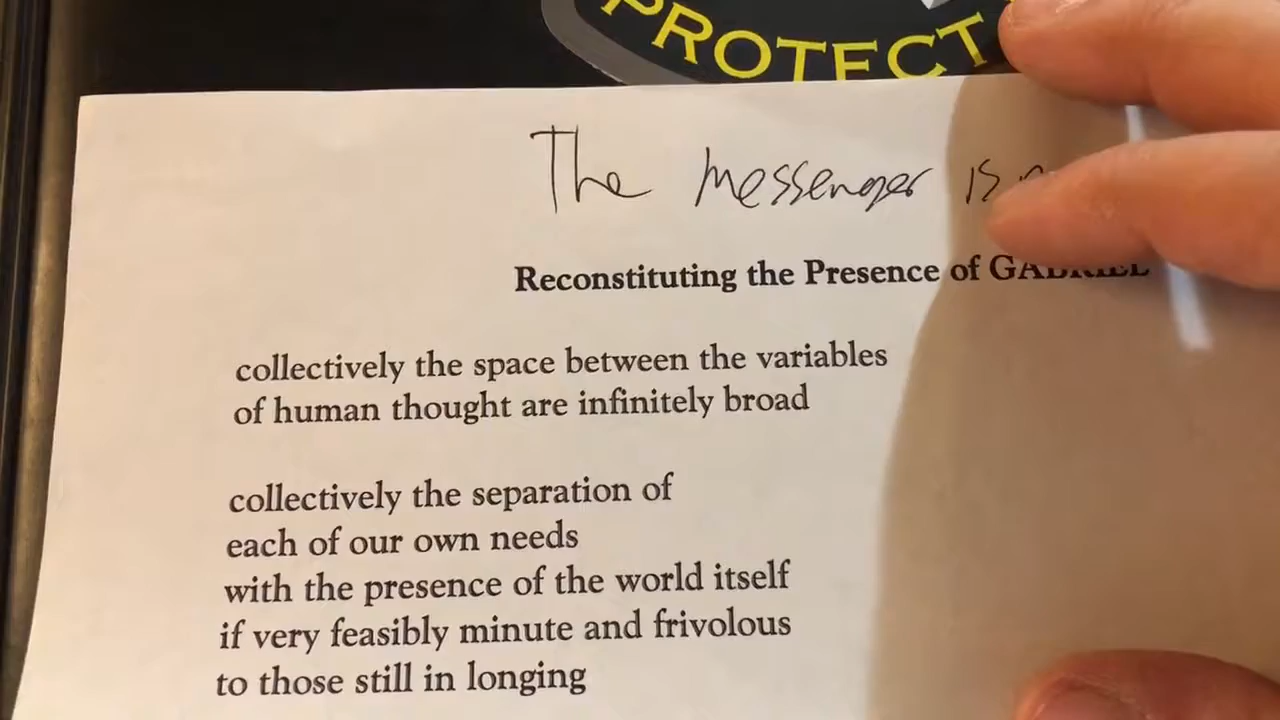 PROTECT
The messenger is
Reconstituting the Presence of GABRIEL
collectively the space between the variables
of human thought are infinitely broad
collectively the separation of
each of our own needs
with the presence of the world itself
if very feasibly minute and frivolous
to those still in longing